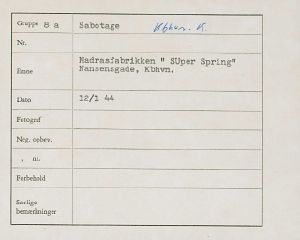 Gruppe 8 a Sabotage Kbhvn. K.
Nr.
Emne Madrasfabrikken " SUper Spring"
Nansensgade, Kbhvn.
Dato 12/1 44
Fotograf
Neg. opbev.
„ nr.
Forbehold
Særlige
bemærkninger